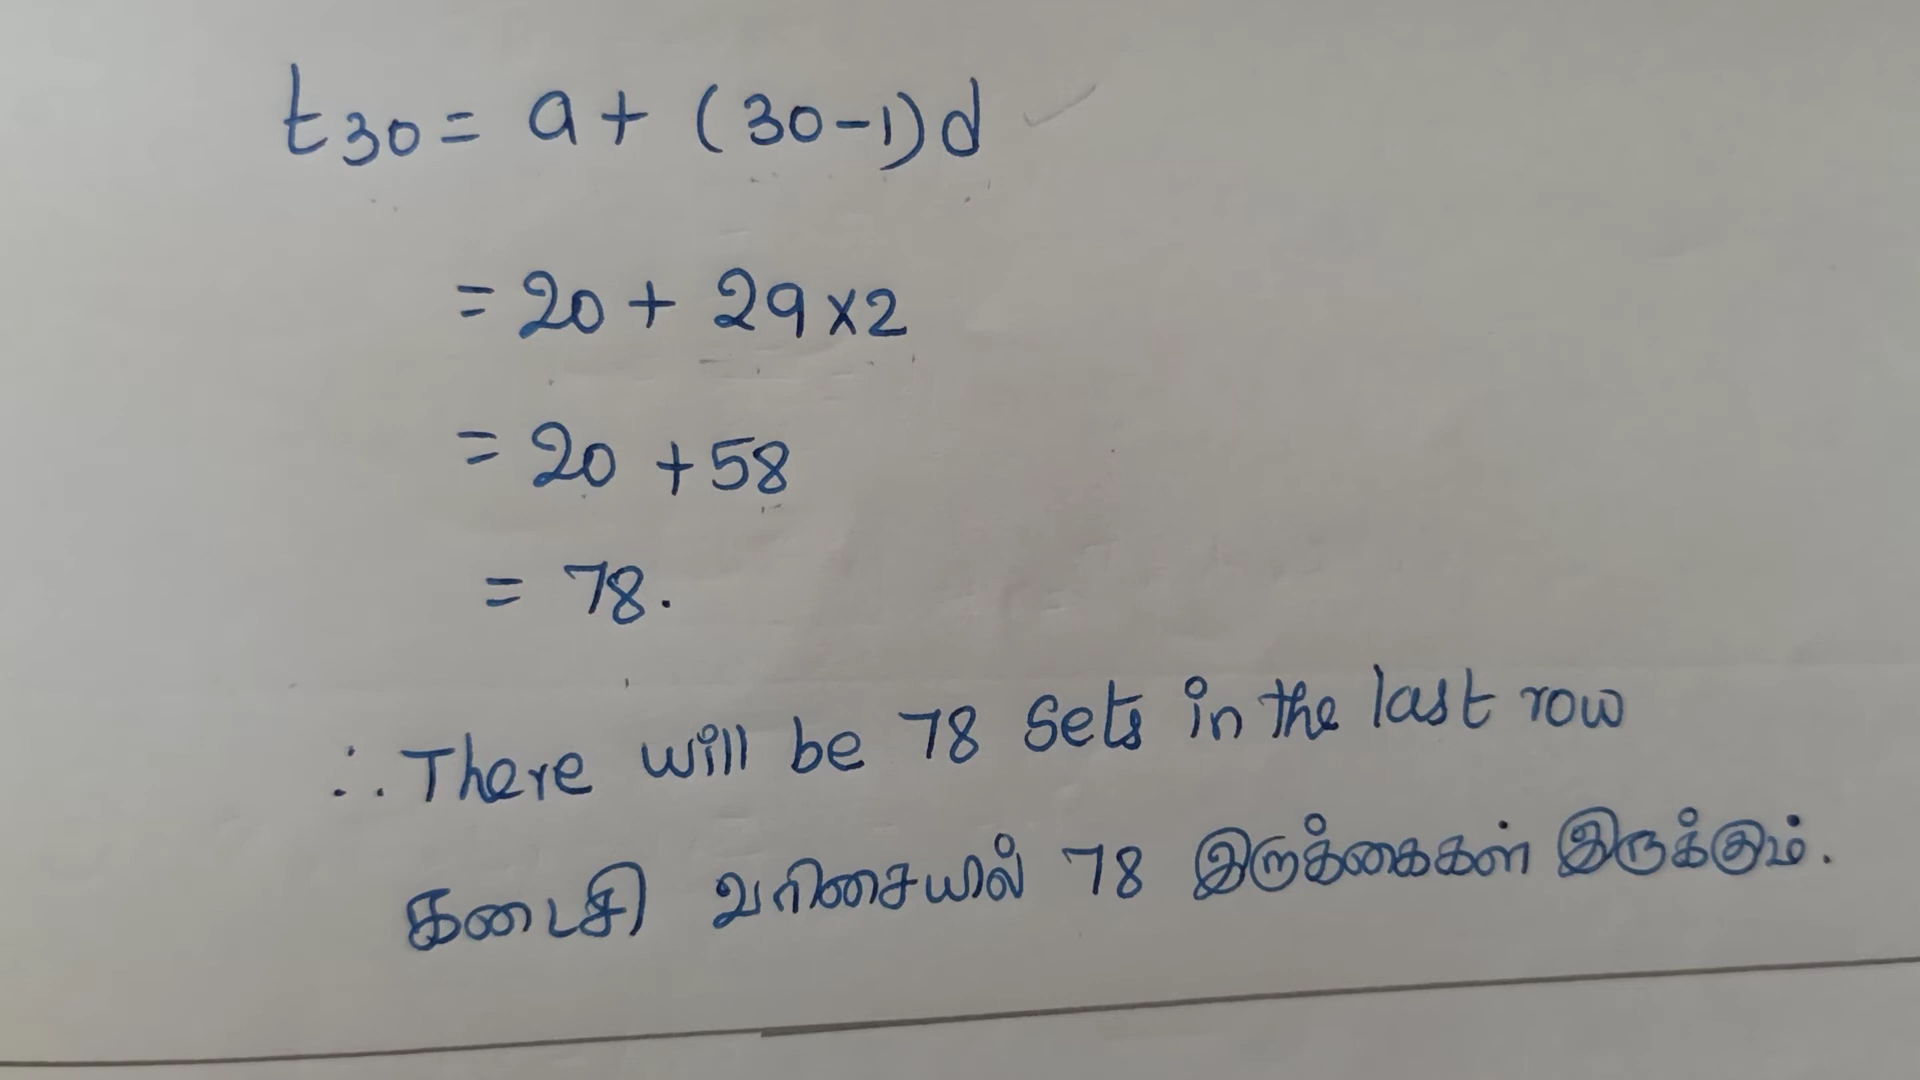 t30 = a + (30-1)d
= 20 + 29×2
= 20 + 58
= 78.
∴ There will be 78 Sets in the last row
கடைசி வரிசையில் 78 இருக்கைகள் இருக்கும்.